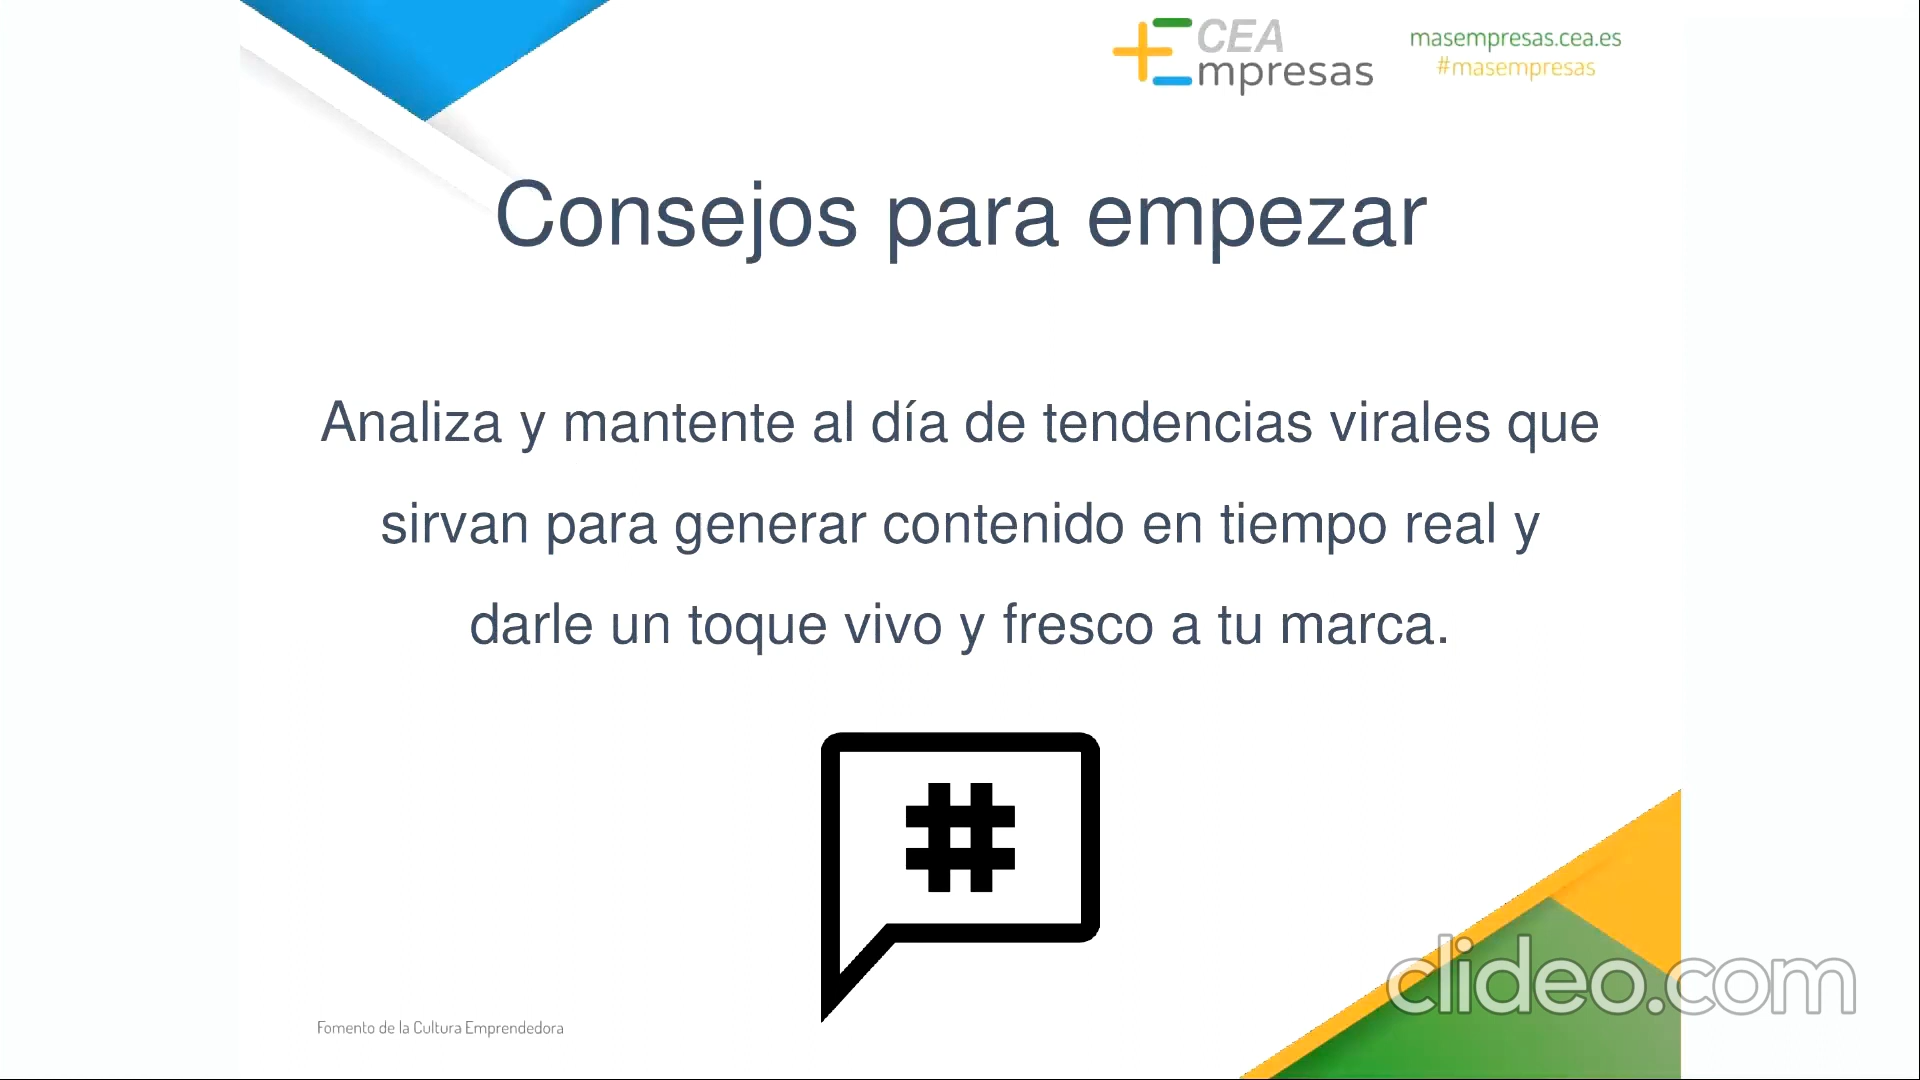 CEA
Empresas
masempresas.cea.es
#masempresas
Consejos para empezar
Analiza y mantente al día de tendencias virales que
sirvan para generar contenido en tiempo real y
darle un toque vivo y fresco a tu marca.
#
clideo.com
Fomento de la Cultura Emprendedora